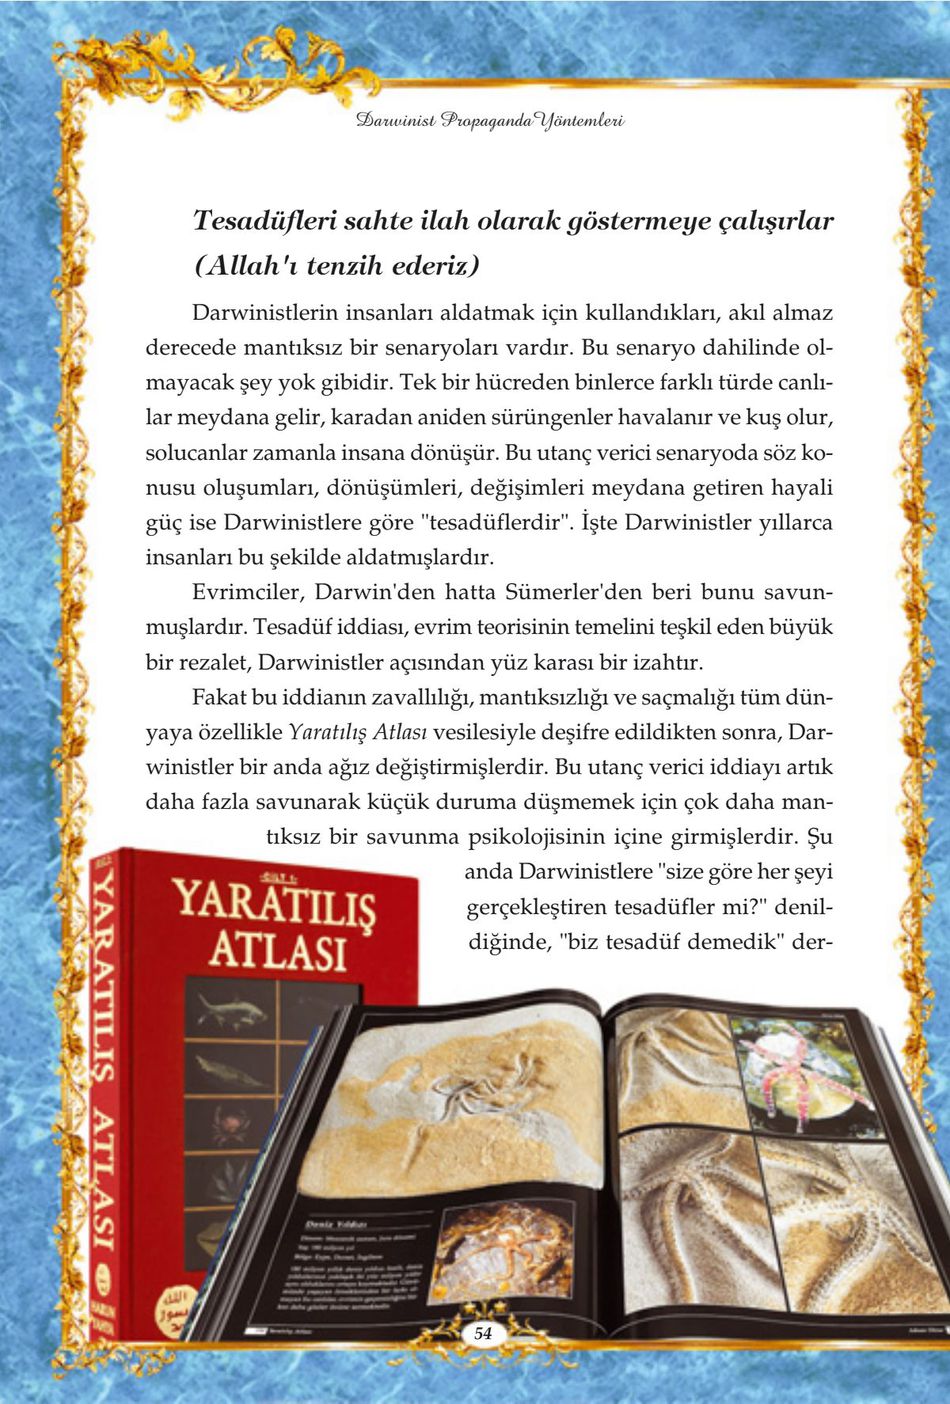 Darwinist Propaganda Yöntemleri
Tesadüfleri sahte ilah olarak göstermeye çalışırlar
(Allah'ı tenzih ederiz)
Darwinistlerin insanları aldatmak için kullandıkları, akıl almaz
derecede mantıksız bir senaryoları vardır. Bu senaryo dahilinde ol-
mayacak şey yok gibidir. Tek bir hücreden binlerce farklı türde canlı-
lar meydana gelir, karadan aniden sürüngenler havalanır ve kuş olur,
solucanlar zamanla insana dönüşür. Bu utanç verici senaryoda söz ko-
nusu oluşumları, dönüşümleri, değişimleri meydana getiren hayali
güç ise Darwinistlere göre "tesadüflerdir". İşte Darwinistler yıllarca
insanları bu şekilde aldatmışlardır.
Evrimciler, Darwin'den hatta Sümerler'den beri bunu savun-
muşlardır. Tesadüf iddiası, evrim teorisinin temelini teşkil eden büyük
bir rezalet, Darwinistler açısından yüz karası bir izahtır.
Fakat bu iddianın zavallılığı, mantıksızlığı ve saçmalığı tüm dün-
yaya özellikle Yaratılış Atlası vesilesiyle deşifre edildikten sonra, Dar-
winistler bir anda ağız değiştirmişlerdir. Bu utanç verici iddiayı artık
daha fazla savunarak küçük duruma düşmemek için çok daha man-
tıksız bir savunma psikolojisinin içine girmişlerdir. Şu
anda Darwinistlere "size göre her şeyi
gerçekleştiren tesadüfler mi?" denil-
diğinde, "biz tesadüf demedik" der-
CİLT 1
YARATILIŞ
ATLASI
YARATILIŞ ATLASI
HARUN
YAHYA
الله
رسول
Deniz Yıldızı
54